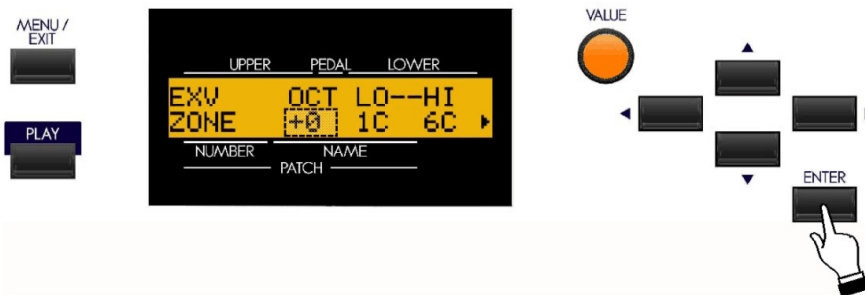 MENU /
EXIT
PLAY
UPPER PEDAL LOWER
EXV OCT LO--HI
ZONE +0 1C 6C
NUMBER NAME
PATCH
VALUE
ENTER